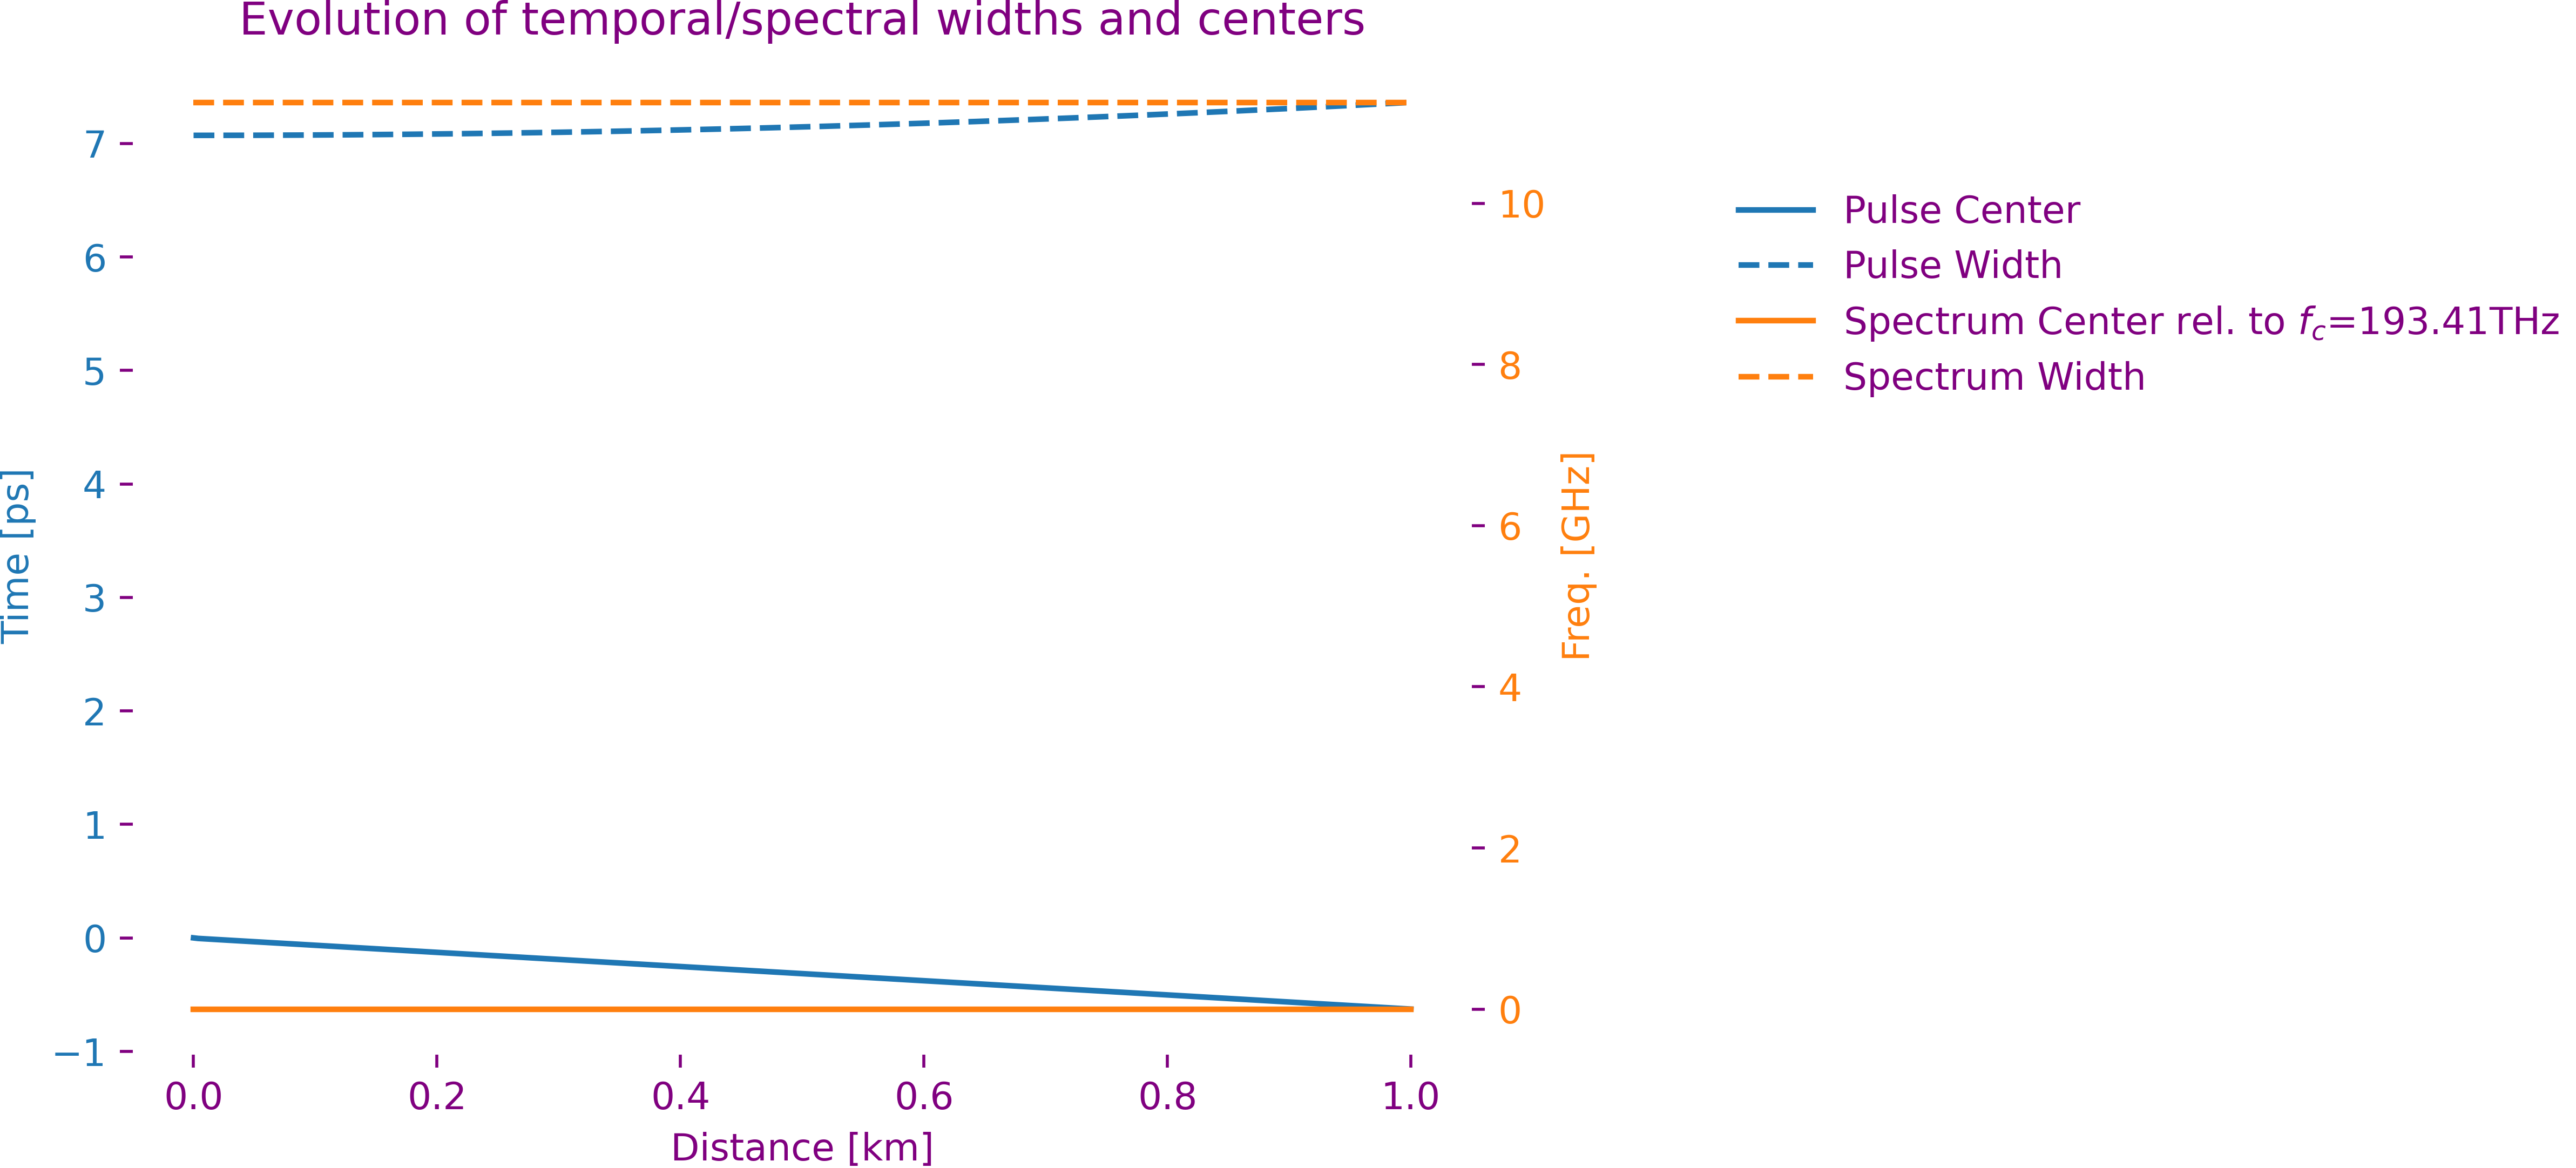 Evolution of temporal/spectral widths and centers
7
6
5
4
3
2
1
0
−1
Time [ps]
0.0 0.2 0.4 0.6 0.8 1.0
Distance [km]
10
8
6
4
2
0
Freq. [GHz]
Pulse Center
Pulse Width
Spectrum Center rel. to f_c=193.41THz
Spectrum Width